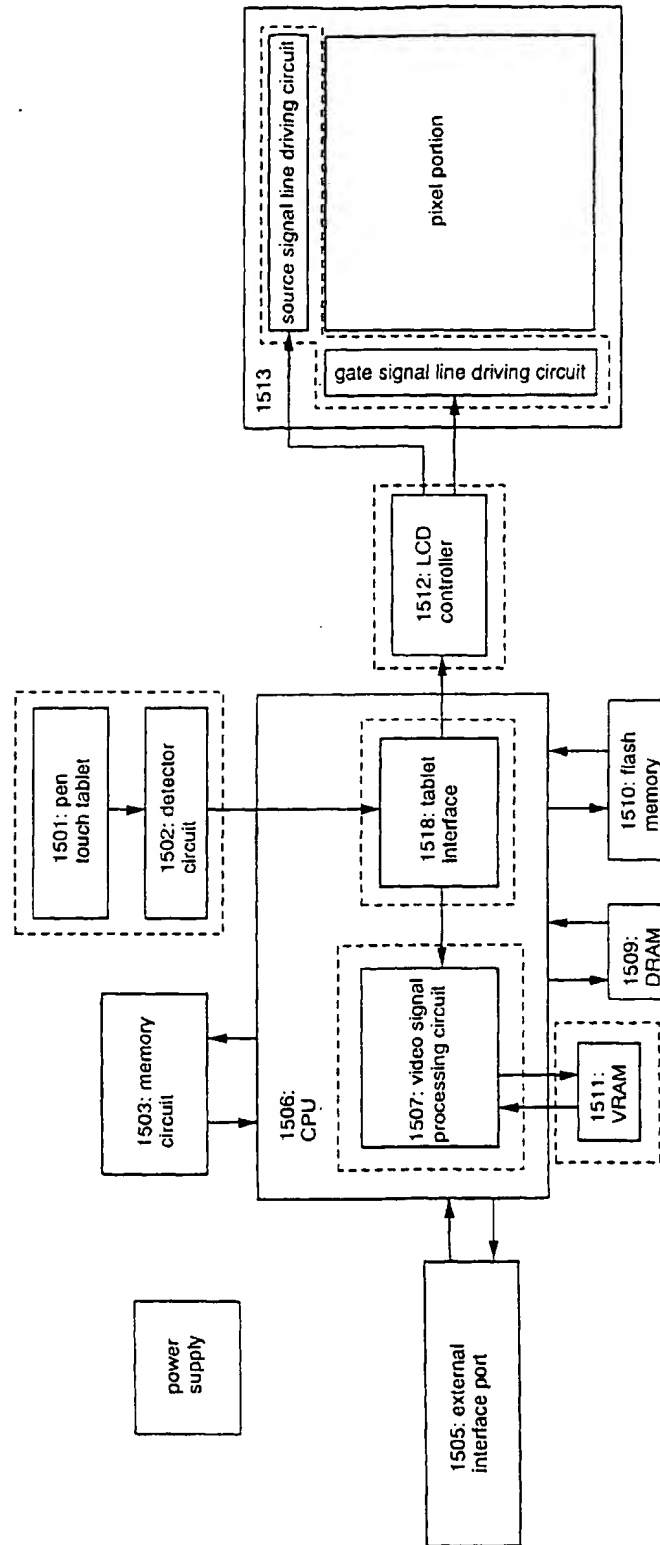 power
supply
1505: external
interface port
1503: memory
circuit
1501: pen
touch tablet
1502: detector
circuit
1506:
CPU
1507: video signal
processing circuit
1518: tablet
interface
1511:
VRAM
1509:
DRAM
1510: flash
memory
1512: LCD
controller
1513
source signal line driving circuit
gate signal line driving circuit
pixel portion